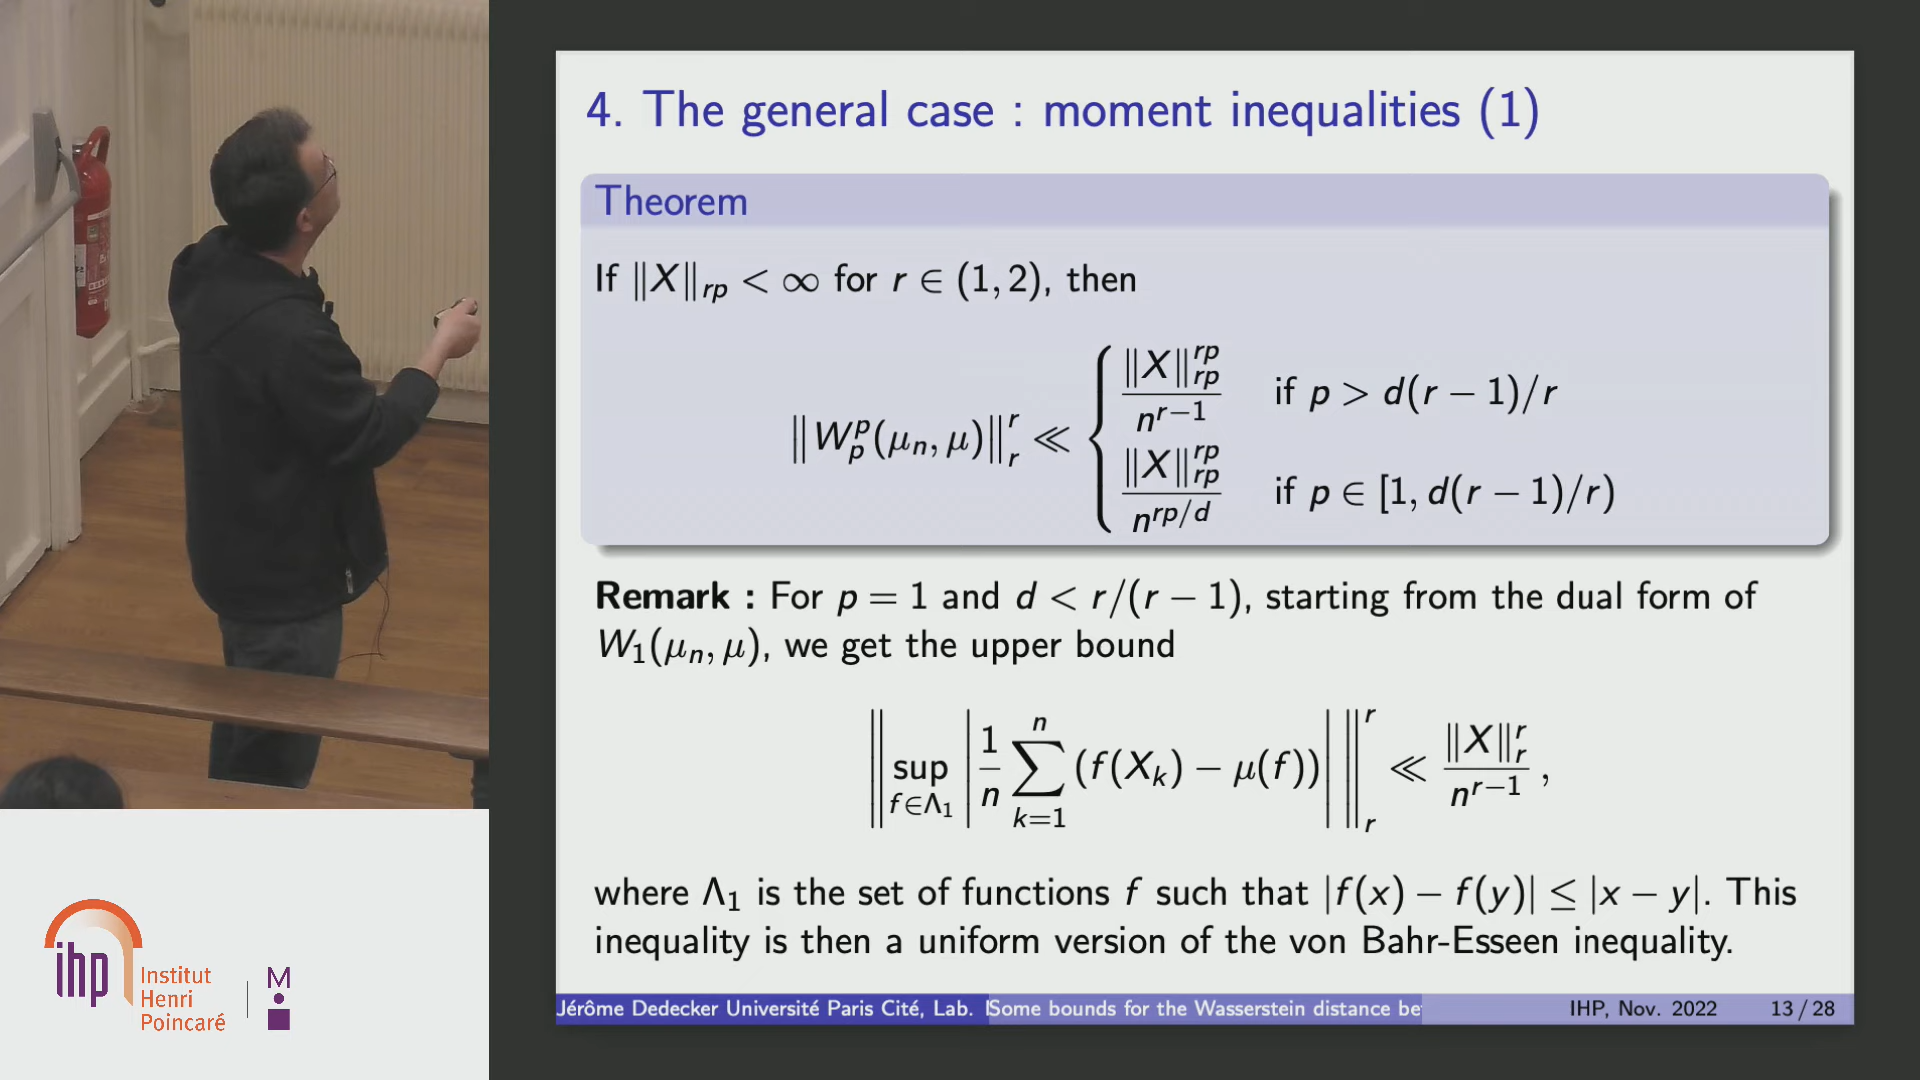 4. The general case : moment inequalities (1)
Theorem
If ‖X‖_{rp} < ∞ for r ∈ (1, 2), then
‖W_p^p(μ_n, μ)‖_r^r ≪ { ‖X‖_{rp}^{rp} / n^{r−1} if p > d(r − 1)/r
‖X‖_{rp}^{rp} / n^{rp/d} if p ∈ [1, d(r − 1)/r)
Remark : For p = 1 and d < r/(r − 1), starting from the dual form of
W_1(μ_n, μ), we get the upper bound
‖ sup_{f∈Λ_1} | 1/n ∑_{k=1}^{n} (f(X_k) − μ(f)) | ‖_r^r ≪ ‖X‖_r^r / n^{r−1} ,
where Λ_1 is the set of functions f such that |f(x) − f(y)| ≤ |x − y|. This
inequality is then a uniform version of the von Bahr-Esseen inequality.
Jérôme Dedecker Université Paris Cité, Lab. Some bounds for the Wasserstein distance be IHP, Nov. 2022 13 / 28
ihp Institut
Henri
Poincaré
M